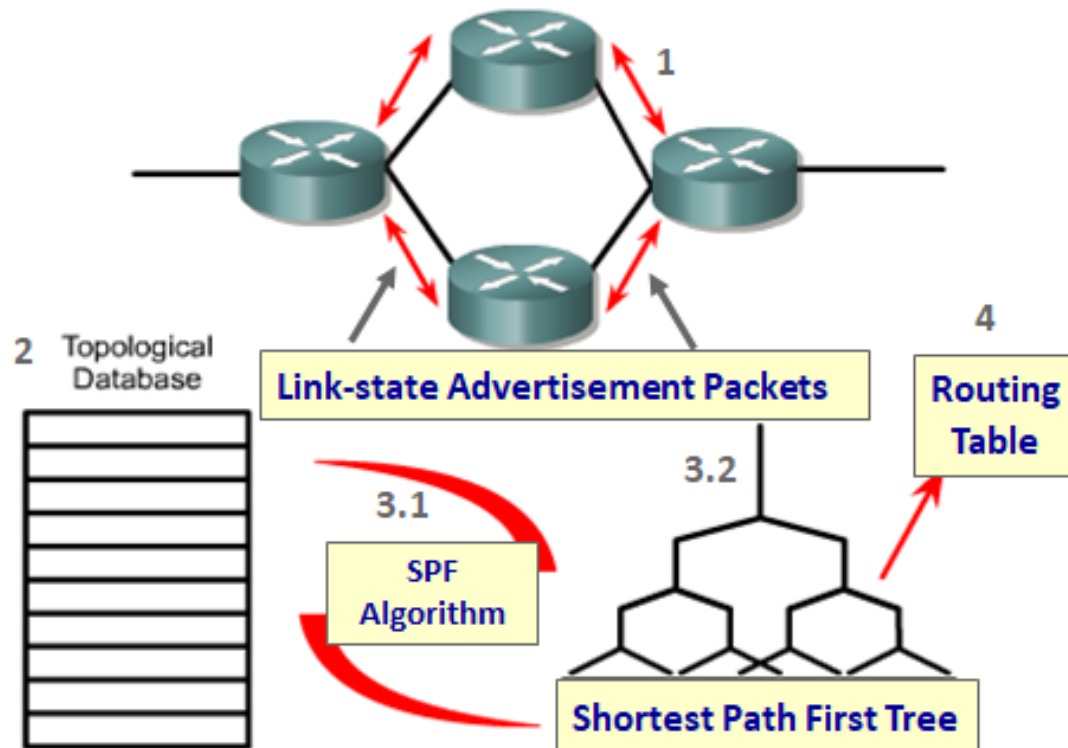 1
2
Topological
Database
Link-state Advertisement Packets
4
Routing
Table
3.1
SPF
Algorithm
3.2
Shortest Path First Tree